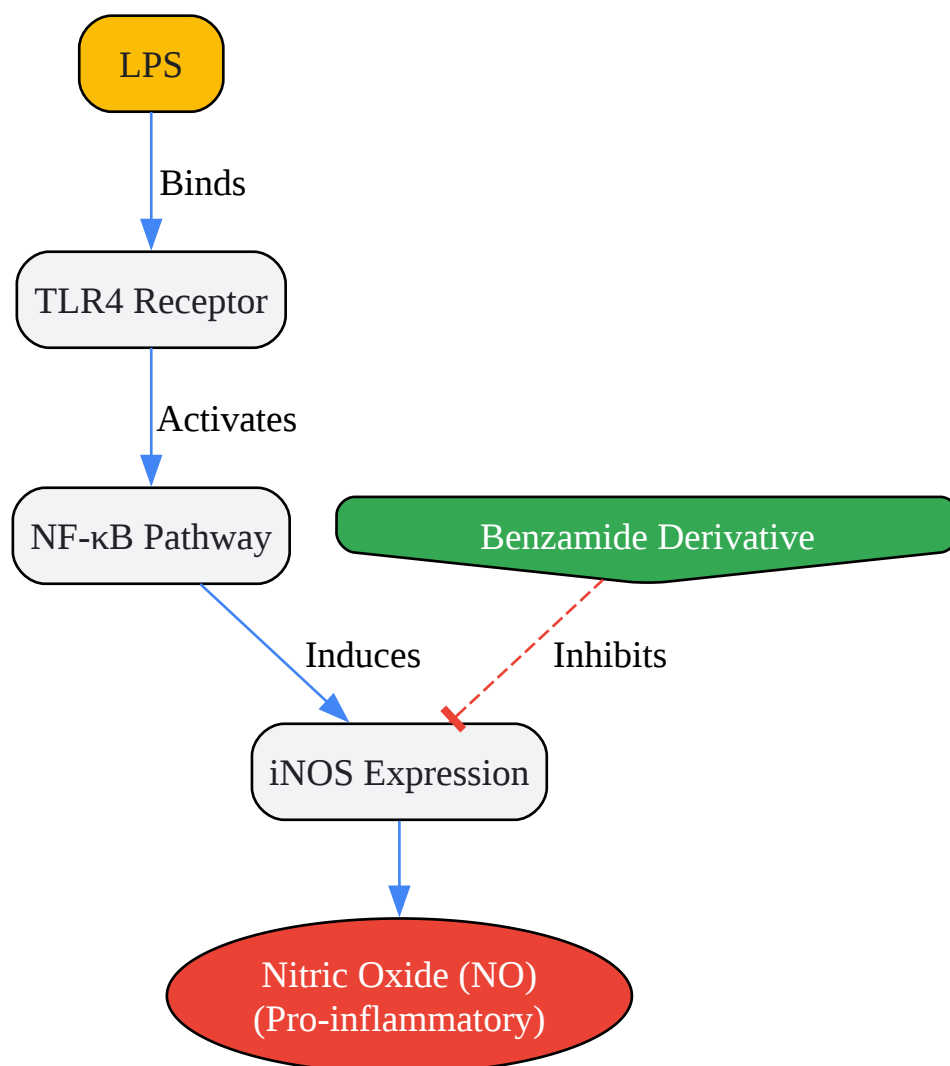 LPS
Binds
TLR4 Receptor
Activates
NF-κB Pathway
Benzamide Derivative
Induces
Inhibits
iNOS Expression
Nitric Oxide (NO)
(Pro-inflammatory)